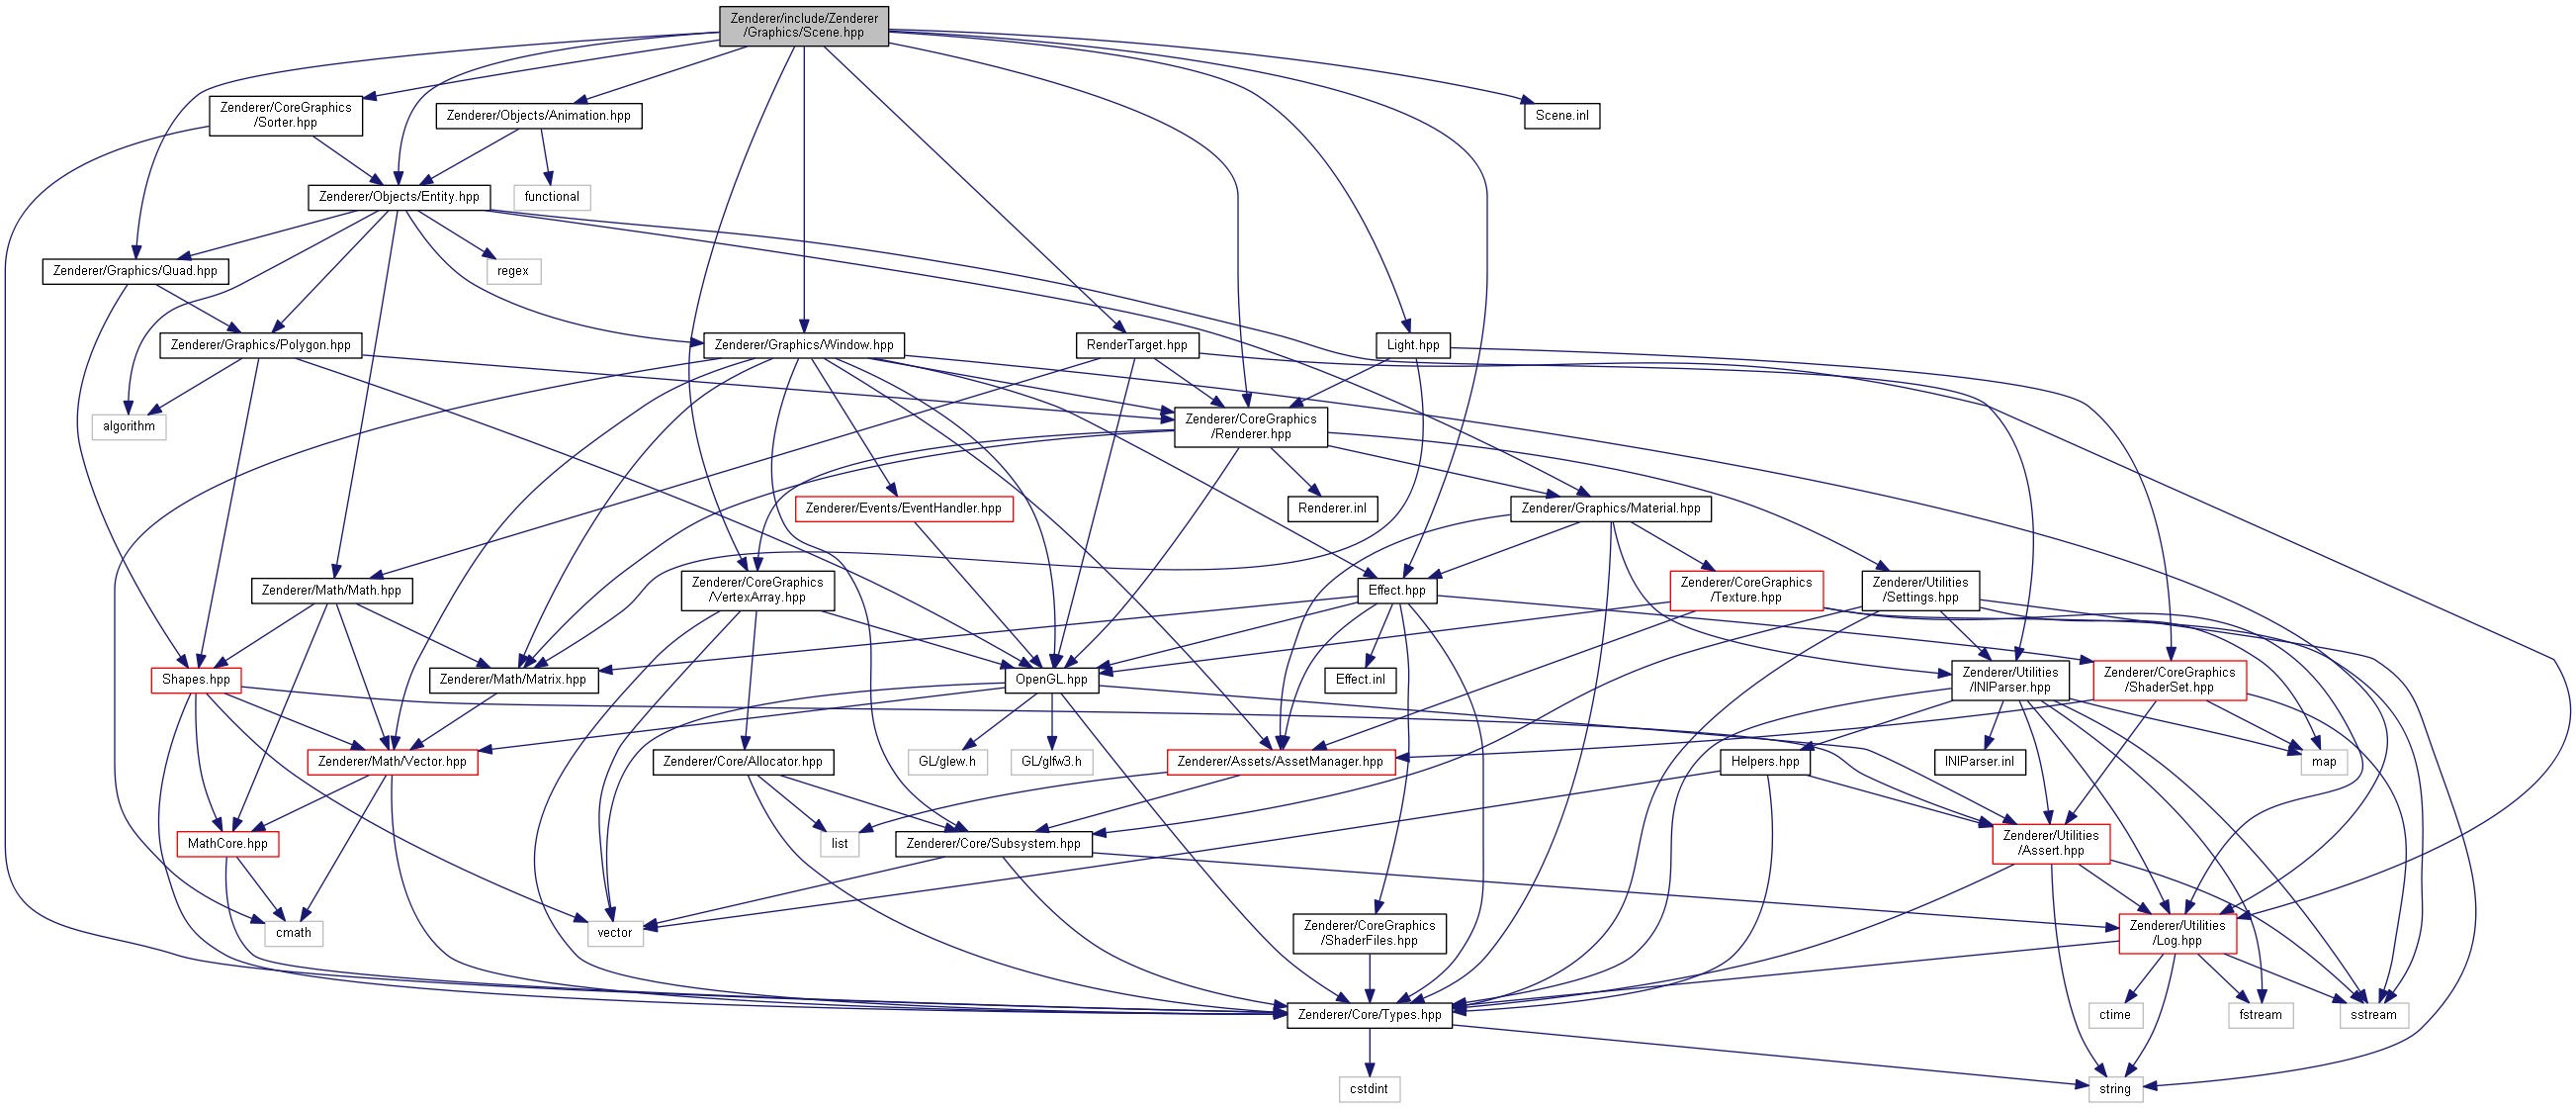 Zenderer/include/Zenderer
/Graphics/Scene.hpp
Zenderer/CoreGraphics
/Sorter.hpp
Zenderer/Objects/Animation.hpp
Scene.inl
Zenderer/Objects/Entity.hpp
functional
Zenderer/Graphics/Quad.hpp
regex
Zenderer/Graphics/Polygon.hpp
Zenderer/Graphics/Window.hpp
RenderTarget.hpp
Light.hpp
algorithm
Zenderer/CoreGraphics
/Renderer.hpp
Zenderer/Events/EventHandler.hpp
Renderer.inl
Zenderer/Graphics/Material.hpp
Zenderer/Math/Math.hpp
Zenderer/CoreGraphics
/VertexArray.hpp
Effect.hpp
Zenderer/CoreGraphics
/Texture.hpp
Zenderer/Utilities
/Settings.hpp
Shapes.hpp
Zenderer/Math/Matrix.hpp
OpenGL.hpp
Effect.inl
Zenderer/Utilities
/INIParser.hpp
Zenderer/CoreGraphics
/ShaderSet.hpp
Zenderer/Math/Vector.hpp
Zenderer/Core/Allocator.hpp
GL/glew.h
GL/glfw3.h
Zenderer/Assets/AssetManager.hpp
Helpers.hpp
INIParser.inl
map
MathCore.hpp
list
Zenderer/Core/Subsystem.hpp
Zenderer/Utilities
/Assert.hpp
cmath
vector
Zenderer/CoreGraphics
/ShaderFiles.hpp
Zenderer/Utilities
/Log.hpp
Zenderer/Core/Types.hpp
ctime
fstream
sstream
cstdint
string